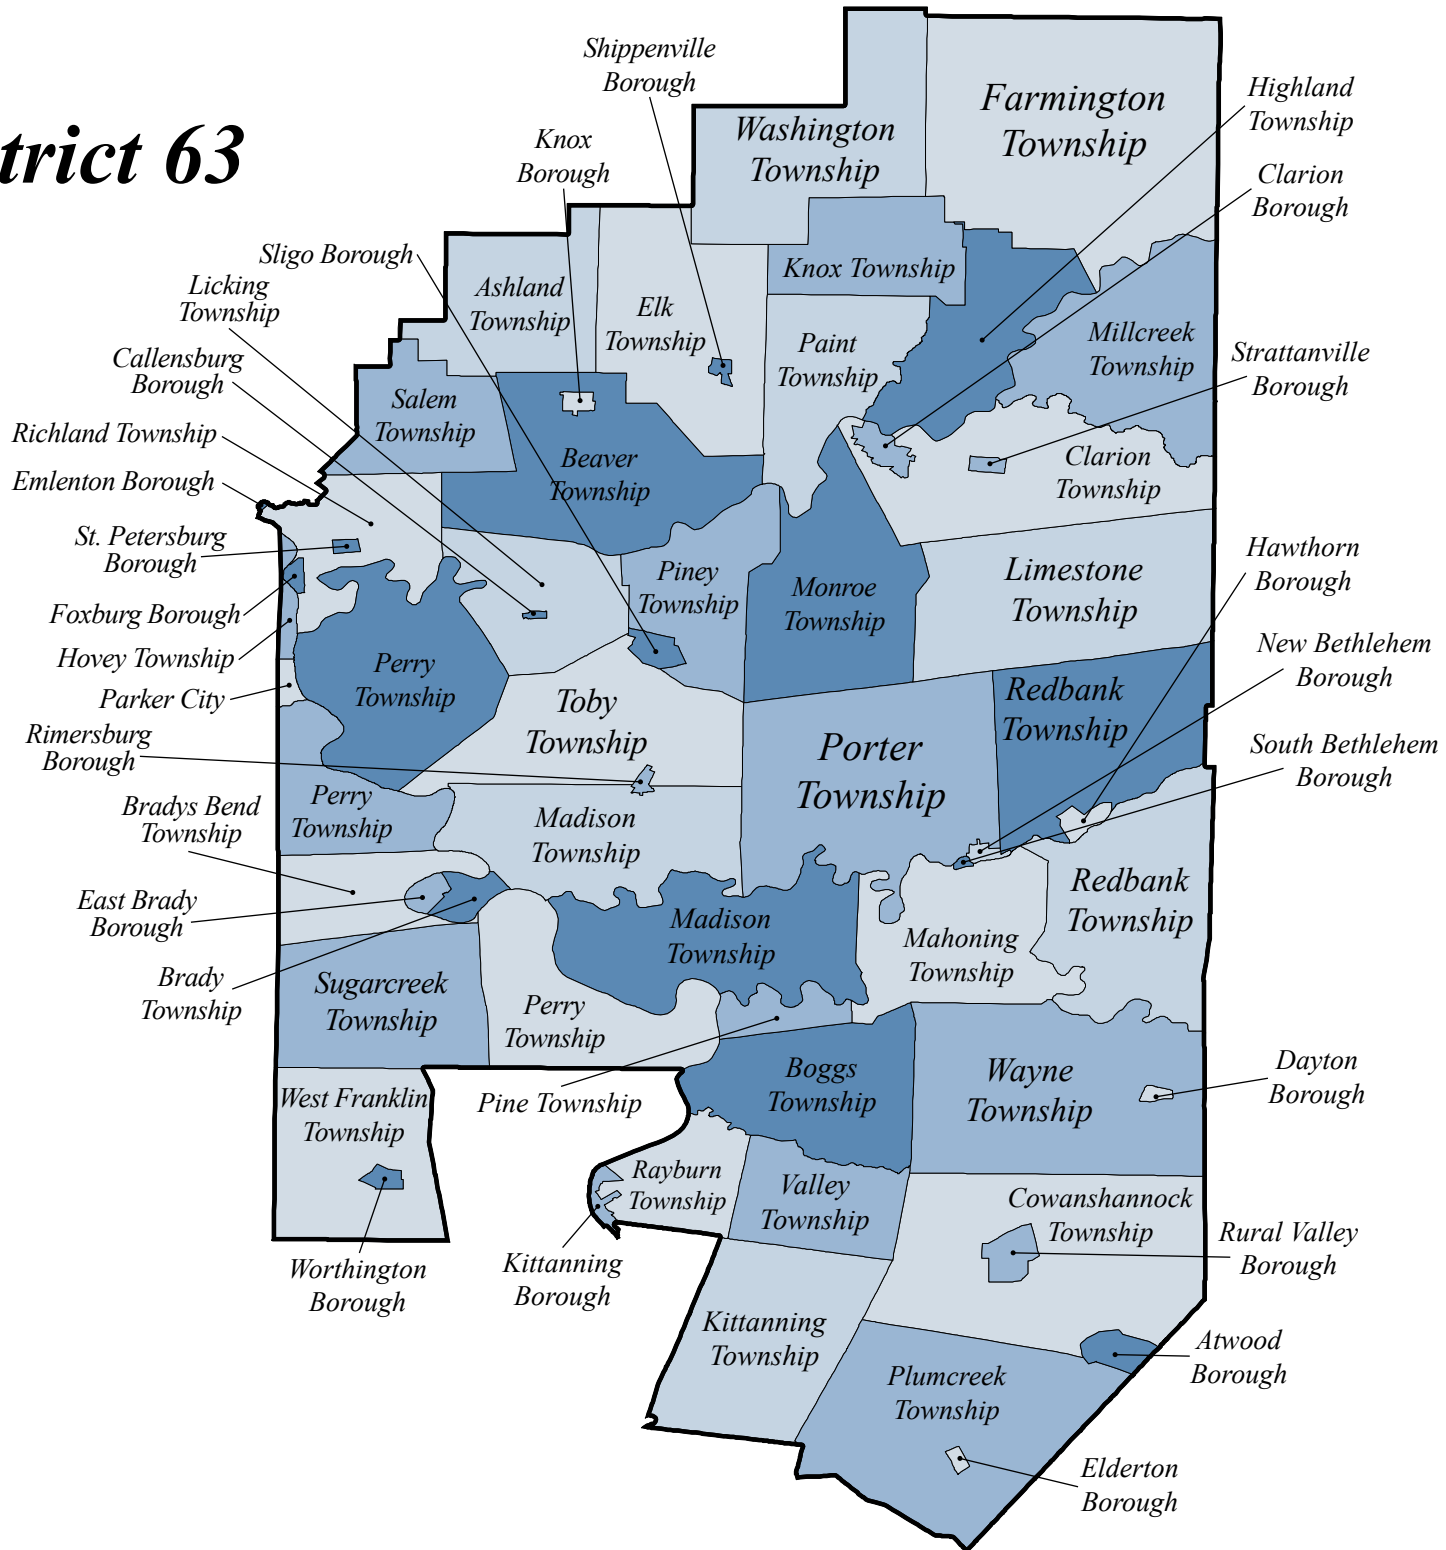 trict 63
Shippenville
Borough
Knox
Borough
Washington
Township
Farmington
Township
Highland
Township
Clarion
Borough
Sligo Borough
Licking
Township
Ashland
Township
Elk
Township
Knox Township
Paint
Township
Millcreek
Township
Strattanville
Borough
Callensburg
Borough
Salem
Township
Richland Township
Beaver
Township
Clarion
Township
Emlenton Borough
St. Petersburg
Borough
Foxburg Borough
Hovey Township
Parker City
Piney
Township
Monroe
Township
Limestone
Township
Hawthorn
Borough
New Bethlehem
Borough
Perry
Township
Toby
Township
Redbank
Township
Rimersburg
Borough
Porter
Township
South Bethlehem
Borough
Bradys Bend
Township
Perry
Township
Madison
Township
East Brady
Borough
Redbank
Township
Madison
Township
Mahoning
Township
Brady
Township
Sugarcreek
Township
Perry
Township
Pine Township
Boggs
Township
Wayne
Township
Dayton
Borough
West Franklin
Township
Rayburn
Township
Valley
Township
Cowanshannock
Township
Rural Valley
Borough
Worthington
Borough
Kittanning
Borough
Kittanning
Township
Atwood
Borough
Plumcreek
Township
Elderton
Borough